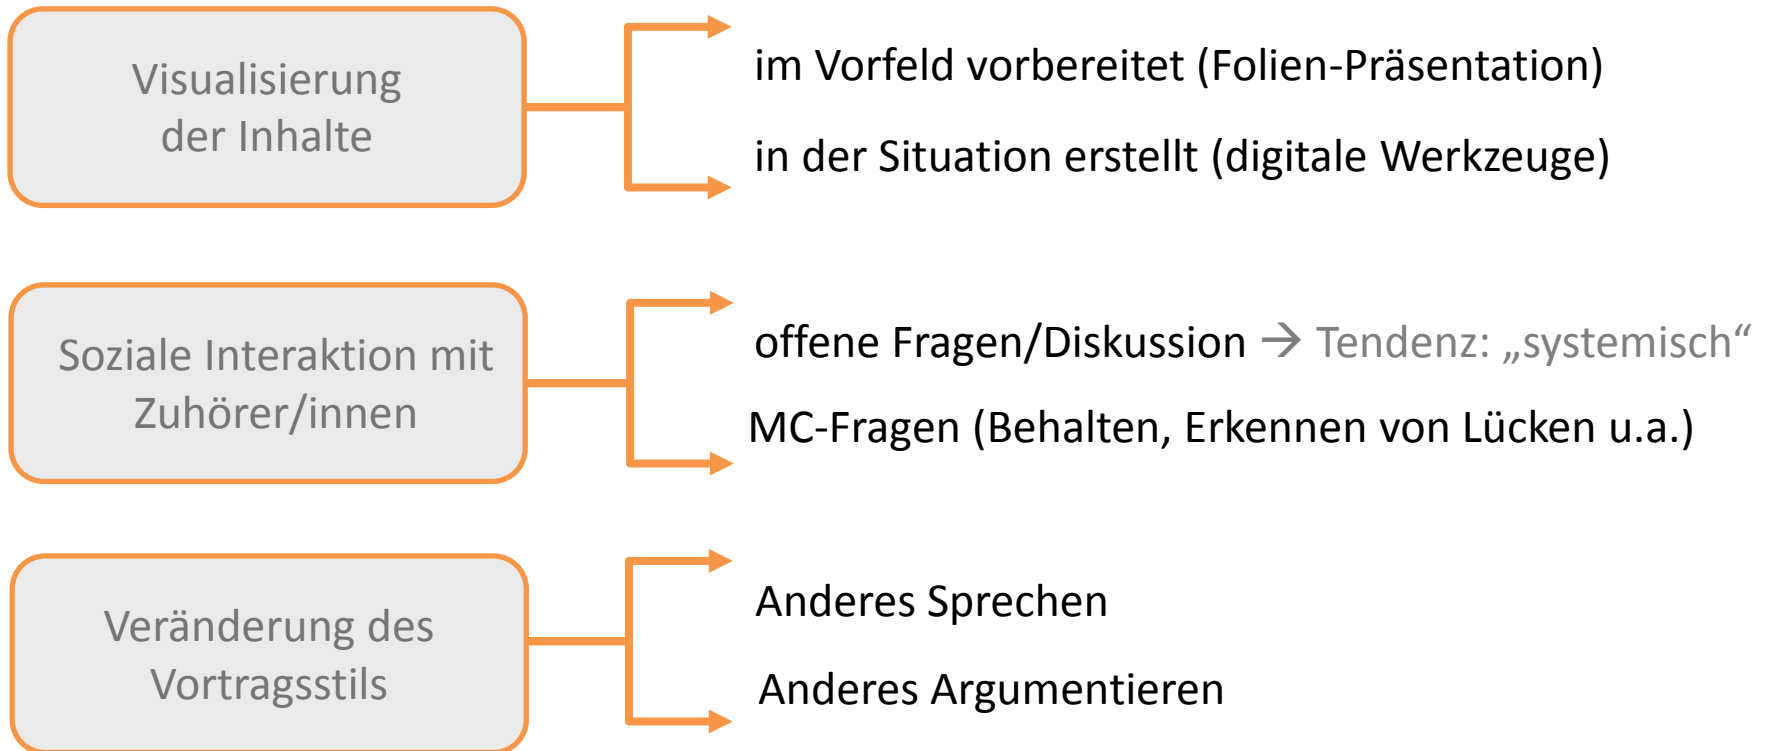 Visualisierung
der Inhalte
im Vorfeld vorbereitet (Folien-Präsentation)
in der Situation erstellt (digitale Werkzeuge)
Soziale Interaktion mit
Zuhörer/innen
offene Fragen/Diskussion → Tendenz: „systemisch“
MC-Fragen (Behalten, Erkennen von Lücken u.a.)
Veränderung des
Vortragsstils
Anderes Sprechen
Anderes Argumentieren